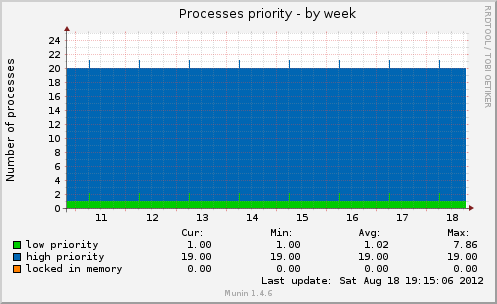 Processes priority - by week
RRDTOOL / TOBI OETIKER
Number of processes
24
22
20
18
16
14
12
10
8
6
4
2
0
11 12 13 14 15 16 17 18
Cur: Min: Avg: Max:
low priority 1.00 1.00 1.02 7.86
high priority 19.00 19.00 19.00 19.00
locked in memory 0.00 0.00 0.00 0.00
Last update: Sat Aug 18 19:15:06 2012
Munin 1.4.6